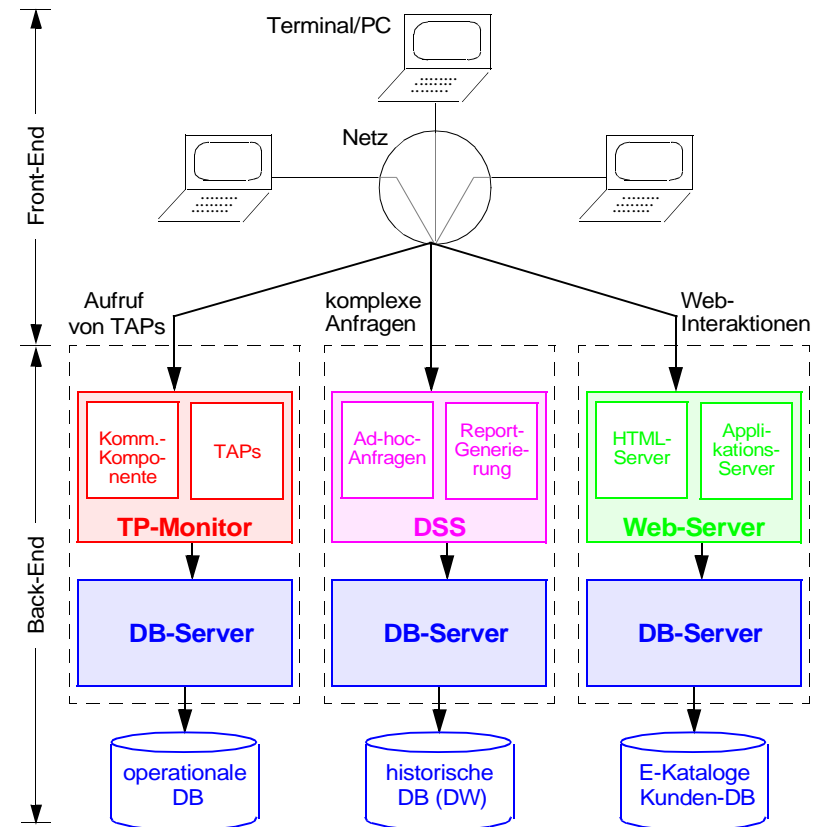 Terminal/PC
Netz
Front-End
Aufruf
von TAPs
komplexe
Anfragen
Web-
Interaktionen
Back-End
Komm.-
Kompo-
nente
TAPs
TP-Monitor
Ad-hoc-
Anfragen
Report-
Generie-
rung
DSS
HTML-
Server
Appli-
kations-
Server
Web-Server
DB-Server
DB-Server
DB-Server
operationale
DB
historische
DB (DW)
E-Kataloge
Kunden-DB